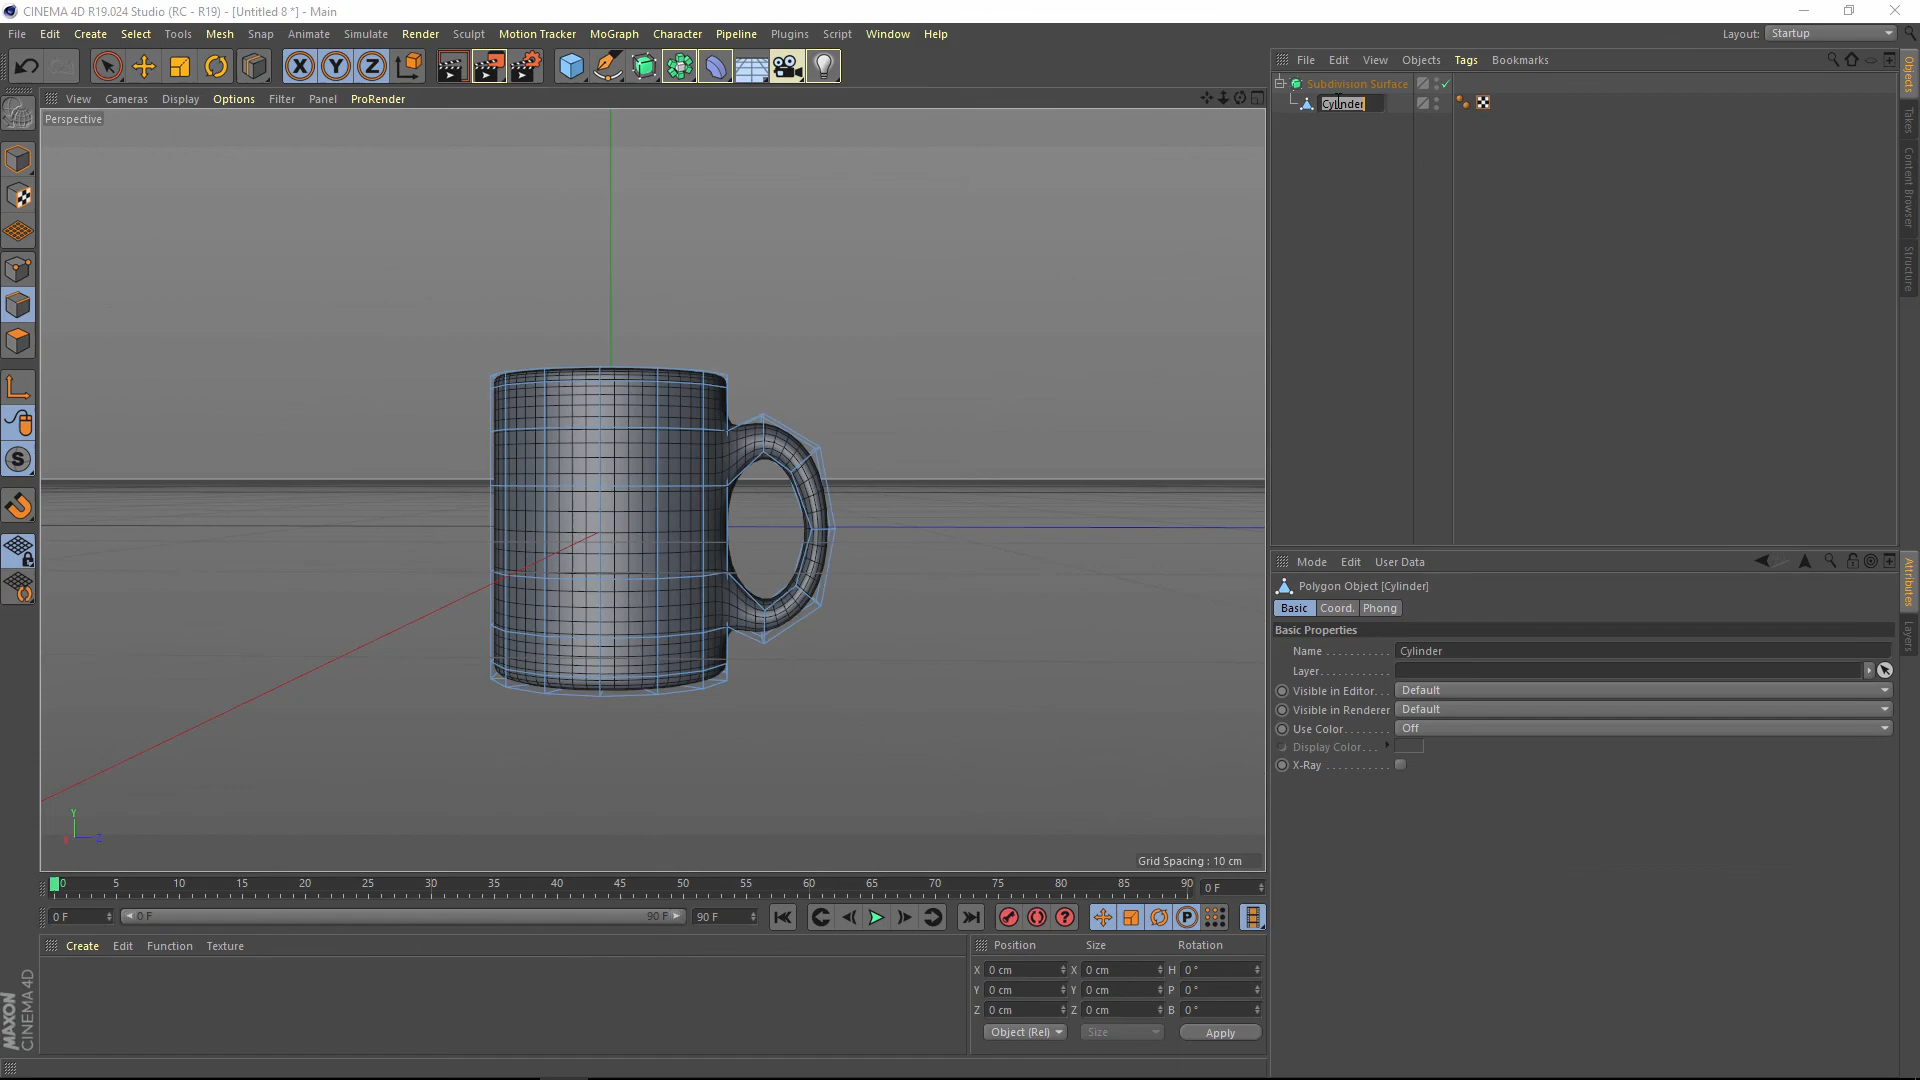 CINEMA 4D R19.024 Studio (RC - R19) - [Untitled 8 *] - Main
File Edit Create Select Tools Mesh Snap Animate Simulate Render Sculpt Motion Tracker MoGraph Character Pipeline Plugins Script Window Help
Layout: Startup
X Y Z
View Cameras Display Options Filter Panel ProRender
Perspective
File Edit View Objects Tags Bookmarks
Subdivision Surface
Cylinder
Objects
Takes
Content Browser
Structure
S
Y
X Z
Grid Spacing : 10 cm
Mode Edit User Data
Polygon Object [Cylinder]
Basic Coord. Phong
Basic Properties
Name . . . . . . . . . . . Cylinder
Layer. . . . . . . . . . . .
Visible in Editor. . . Default
Visible in Renderer Default
Use Color. . . . . . . . Off
Display Color. . .
X-Ray . . . . . . . . . . .
Attributes
Layers
0 5 10 15 20 25 30 35 40 45 50 55 60 65 70 75 80 85 90 0 F
0 F 0 F 90 F 90 F
P
Create Edit Function Texture
Position Size Rotation
X 0 cm X 0 cm H 0 °
Y 0 cm Y 0 cm P 0 °
Z 0 cm Z 0 cm B 0 °
Object (Rel) Size Apply
MAXON
CINEMA 4D